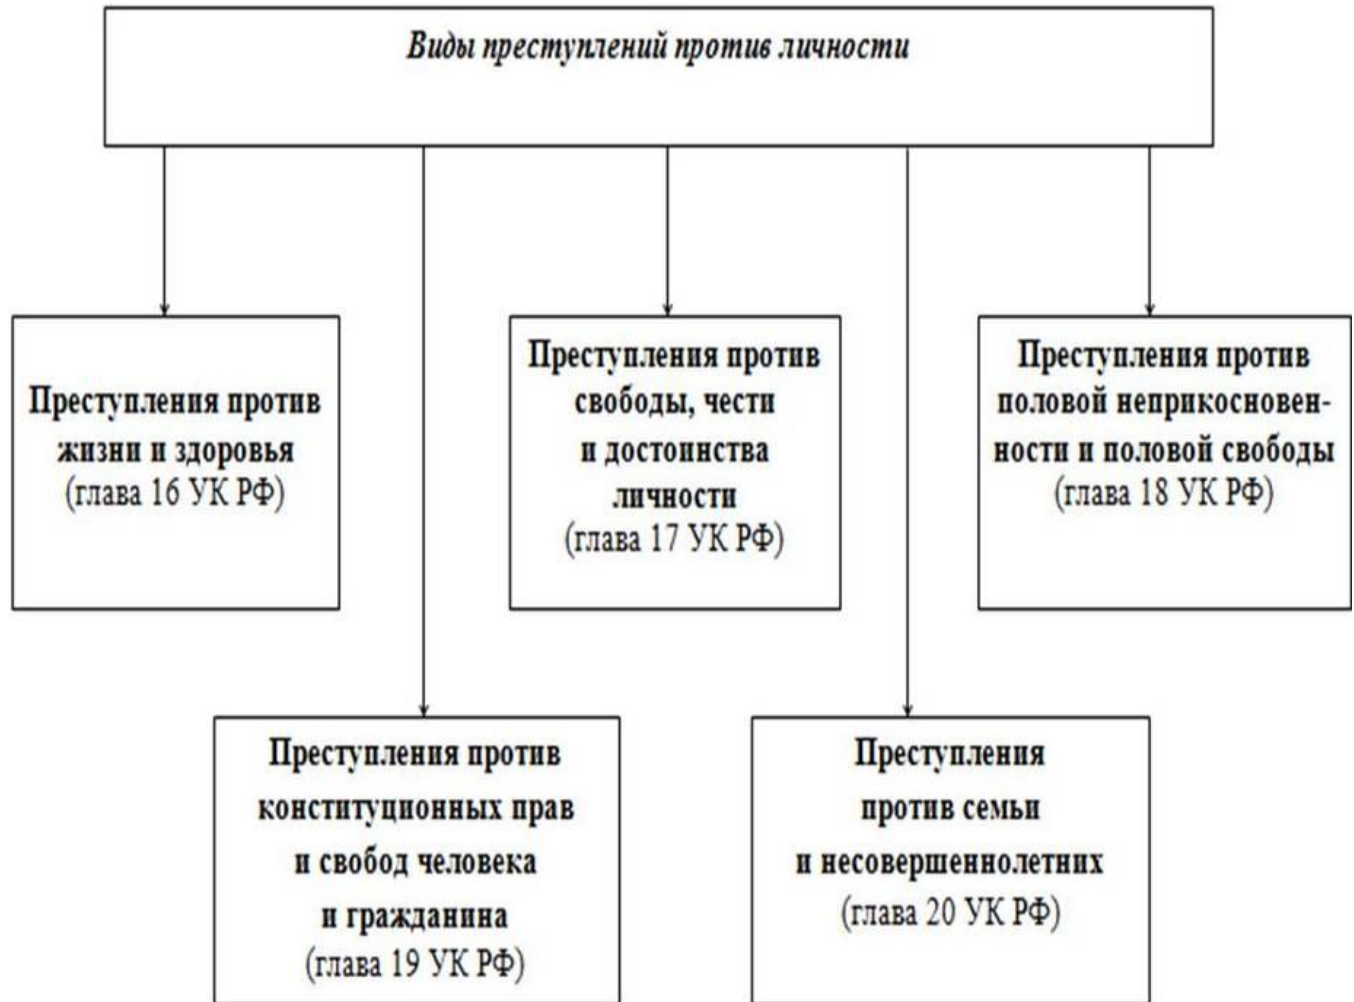 Виды преступлений против личности
Преступления против
жизни и здоровья
(глава 16 УК РФ)
Преступления против
свободы, чести
и достоинства
личности
(глава 17 УК РФ)
Преступления против
половой неприкосновен-
ности и половой свободы
(глава 18 УК РФ)
Преступления против
конституционных прав
и свобод человека
и гражданина
(глава 19 УК РФ)
Преступления
против семьи
и несовершеннолетних
(глава 20 УК РФ)